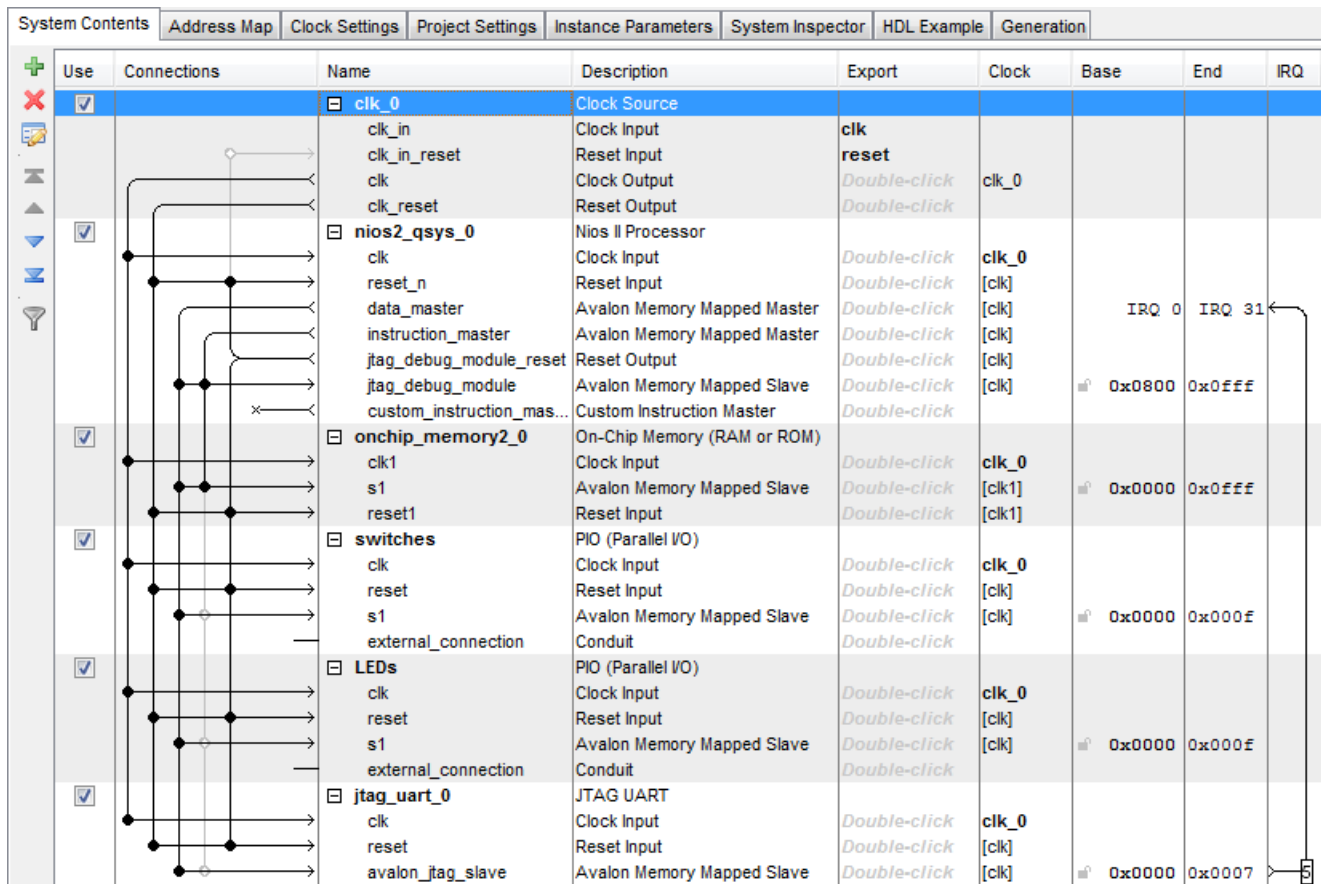 System Contents Address Map Clock Settings Project Settings Instance Parameters System Inspector HDL Example Generation
Use Connections Name Description Export Clock Base End IRQ
clk_0 Clock Source
clk_in Clock Input clk
clk_in_reset Reset Input reset
clk Clock Output Double-click clk_0
clk_reset Reset Output Double-click
nios2_qsys_0 Nios II Processor
clk Clock Input Double-click clk_0
reset_n Reset Input Double-click [clk]
data_master Avalon Memory Mapped Master Double-click [clk] IRQ 0 IRQ 31
instruction_master Avalon Memory Mapped Master Double-click [clk]
jtag_debug_module_reset Reset Output Double-click [clk]
jtag_debug_module Avalon Memory Mapped Slave Double-click [clk] 0x0800 0x0fff
custom_instruction_mas... Custom Instruction Master Double-click
onchip_memory2_0 On-Chip Memory (RAM or ROM)
clk1 Clock Input Double-click clk_0
s1 Avalon Memory Mapped Slave Double-click [clk1] 0x0000 0x0fff
reset1 Reset Input Double-click [clk1]
switches PIO (Parallel I/O)
clk Clock Input Double-click clk_0
reset Reset Input Double-click [clk]
s1 Avalon Memory Mapped Slave Double-click [clk] 0x0000 0x000f
external_connection Conduit Double-click
LEDs PIO (Parallel I/O)
clk Clock Input Double-click clk_0
reset Reset Input Double-click [clk]
s1 Avalon Memory Mapped Slave Double-click [clk] 0x0000 0x000f
external_connection Conduit Double-click
jtag_uart_0 JTAG UART
clk Clock Input Double-click clk_0
reset Reset Input Double-click [clk]
avalon_jtag_slave Avalon Memory Mapped Slave Double-click [clk] 0x0000 0x0007 5